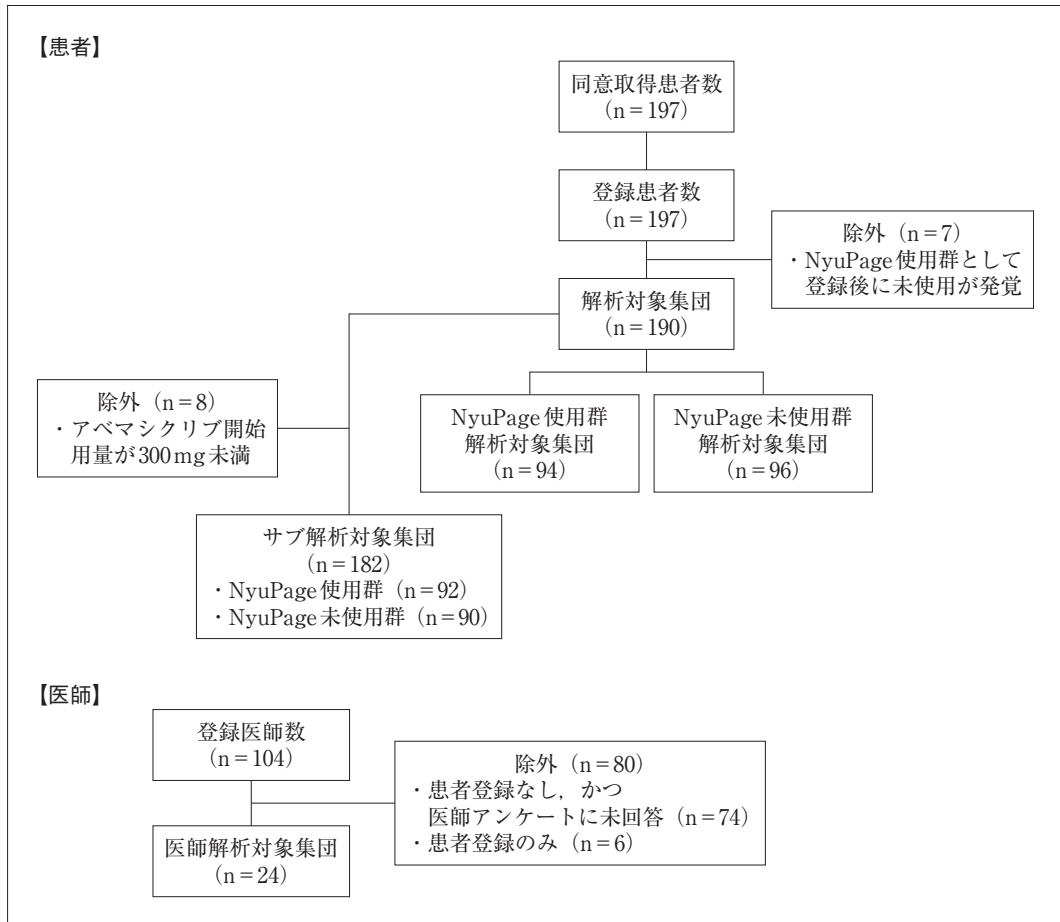 【患者】
同意取得患者数
（n＝197）
登録患者数
（n＝197）
除外（n＝7）
・NyuPage使用群として
登録後に未使用が発覚
解析対象集団
（n＝190）
除外（n＝8）
・アベマシクリブ開始
用量が300mg未満
NyuPage使用群
解析対象集団
（n＝94）
NyuPage未使用群
解析対象集団
（n＝96）
サブ解析対象集団
（n＝182）
・NyuPage使用群（n＝92）
・NyuPage未使用群（n＝90）
【医師】
登録医師数
（n＝104）
除外（n＝80）
・患者登録なし，かつ
医師アンケートに未回答（n＝74）
・患者登録のみ（n＝6）
医師解析対象集団
（n＝24）